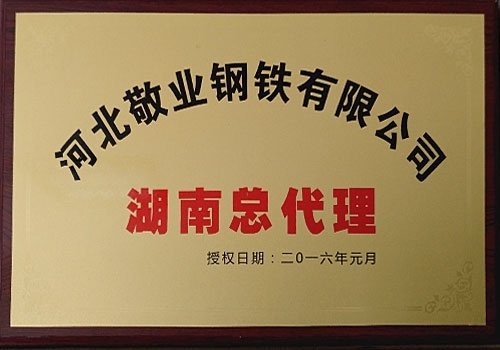 河北敬业钢铁有限公司
湖南总代理
授权日期：二0一六年元月